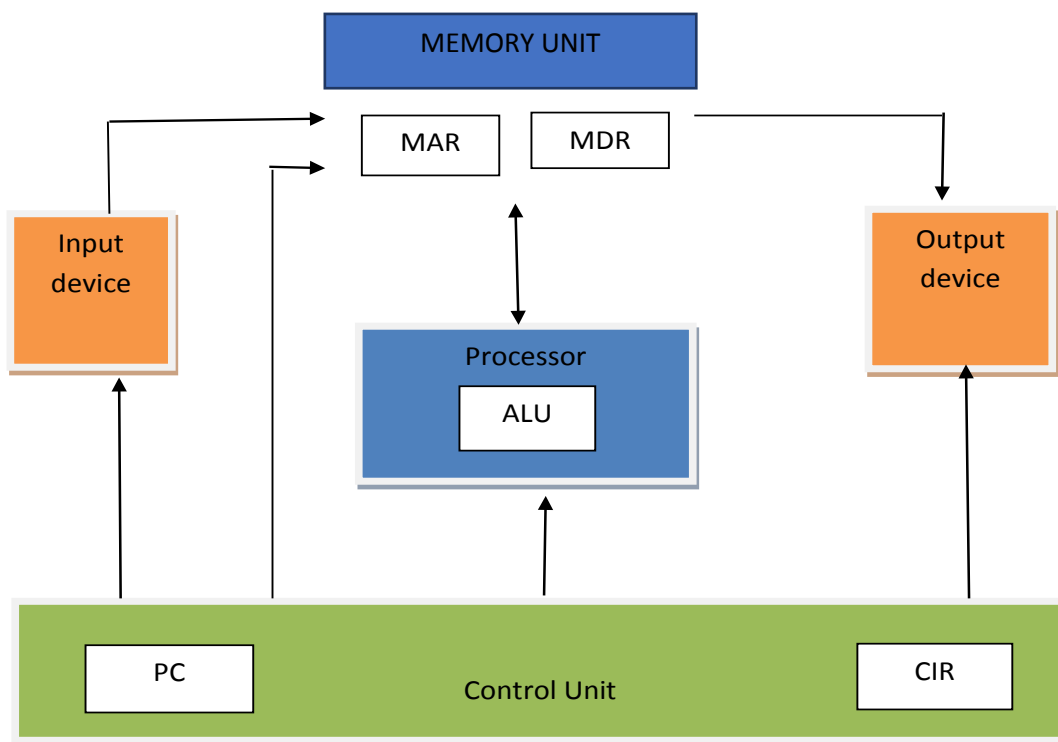 MEMORY UNIT
MAR
MDR
Input
device
Output
device
Processor
ALU
PC
Control Unit
CIR